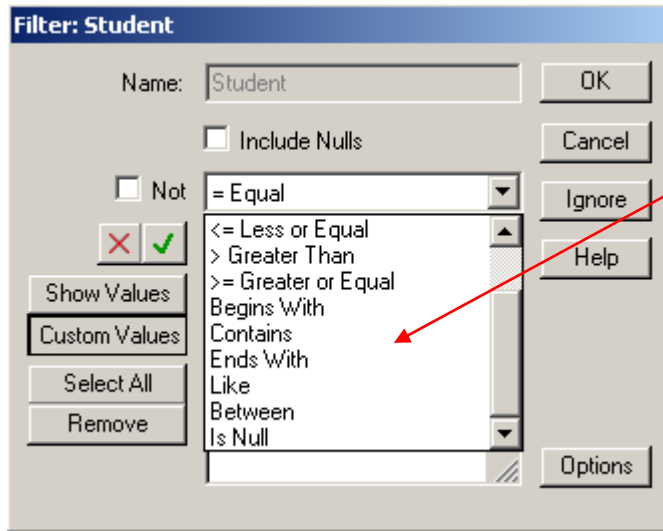 Filter: Student
Name: Student OK
Include Nulls Cancel
Not = Equal Ignore
<= Less or Equal
> Greater Than Help
>= Greater or Equal
Show Values Begins With
Custom Values Contains
Ends With
Select All Like
Remove Between
Is Null
Options